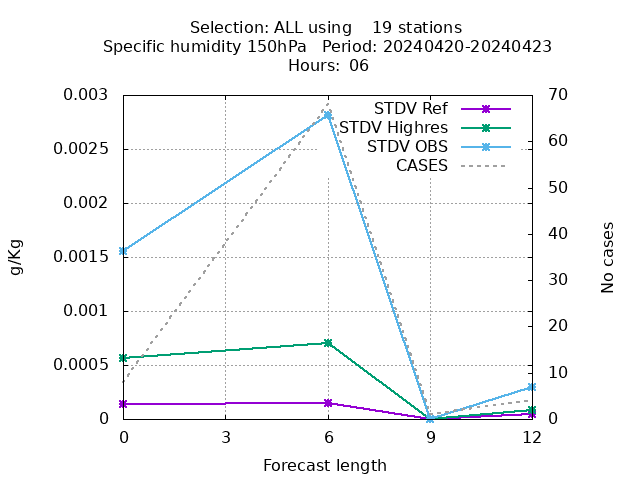 Selection: ALL using    19 stations
Specific humidity 150hPa   Period: 20240420-20240423
Hours: 06
0.003
0.0025
0.002
0.0015
0.001
0.0005
0
g/Kg
STDV Ref
STDV Highres
STDV OBS
CASES
70
60
50
40
30
20
10
0
No cases
0 3 6 9 12
Forecast length